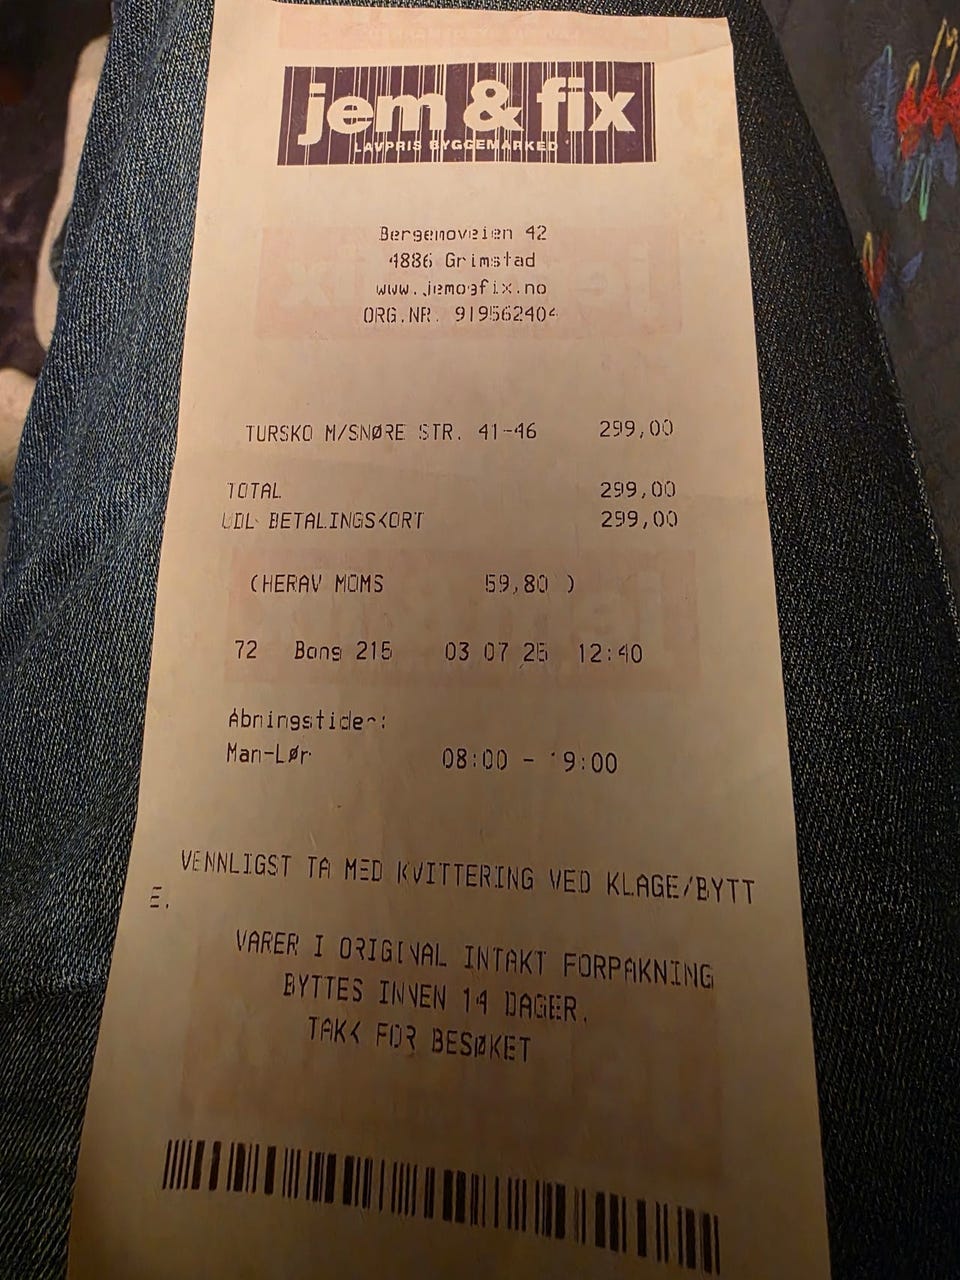 jem & fix
LAVPRIS BYGGEMARKED
Bergemoveien 42
4886 Grimstad
www.jemogfix.no
ORG.NR. 919562404
TURSKO M/SNØRE STR. 41-46 299,00
TOTAL 299,00
UDL BETALINGSKORT 299,00
(HERAV MOMS 59,80 )
72 Bong 215 03 07 25 12:40
Åbningstider:
Man-Lør 08:00 - 19:00
VENNLIGST TA MED KVITTERING VED KLAGE/BYTT
E.
VARER I ORIGINAL INTAKT FORPAKNING
BYTTES INNEN 14 DAGER.
TAKK FOR BESØKET